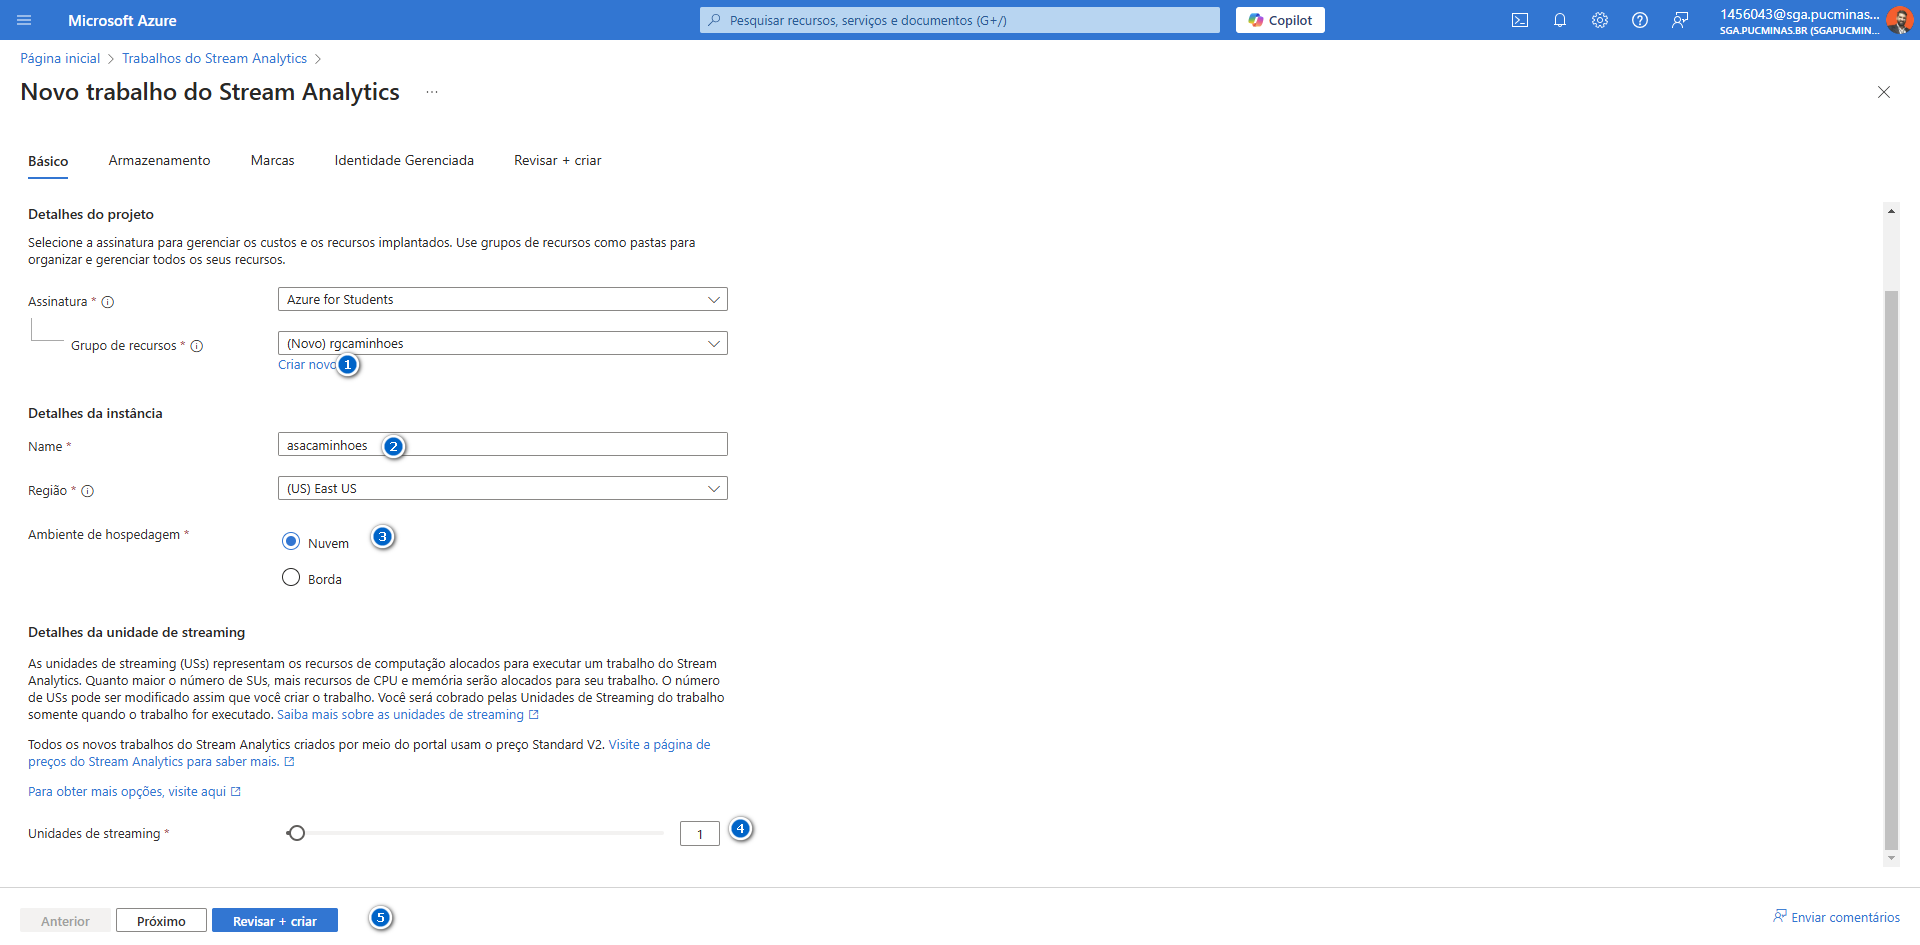 Microsoft Azure
Pesquisar recursos, serviços e documentos (G+/)
Copilot
1456043@sga.pucminas...
SGA.PUCMINAS.BR (SGAPUCMIN...
Página inicial > Trabalhos do Stream Analytics >
Novo trabalho do Stream Analytics ...
Básico
Armazenamento
Marcas
Identidade Gerenciada
Revisar + criar
Detalhes do projeto
Selecione a assinatura para gerenciar os custos e os recursos implantados. Use grupos de recursos como pastas para
organizar e gerenciar todos os seus recursos.
Assinatura *
Azure for Students
Grupo de recursos *
(Novo) rgcaminhoes
Criar novo
1
Detalhes da instância
Name *
asacaminhoes
2
Região *
(US) East US
Ambiente de hospedagem *
Nuvem
3
Borda
Detalhes da unidade de streaming
As unidades de streaming (USs) representam os recursos de computação alocados para executar um trabalho do Stream
Analytics. Quanto maior o número de SUs, mais recursos de CPU e memória serão alocados para seu trabalho. O número
de USs pode ser modificado assim que você criar o trabalho. Você será cobrado pelas Unidades de Streaming do trabalho
somente quando o trabalho for executado. Saiba mais sobre as unidades de streaming
Todos os novos trabalhos do Stream Analytics criados por meio do portal usam o preço Standard V2. Visite a página de
preços do Stream Analytics para saber mais.
Para obter mais opções, visite aqui
Unidades de streaming *
1
4
Anterior
Próximo
Revisar + criar
5
Enviar comentários